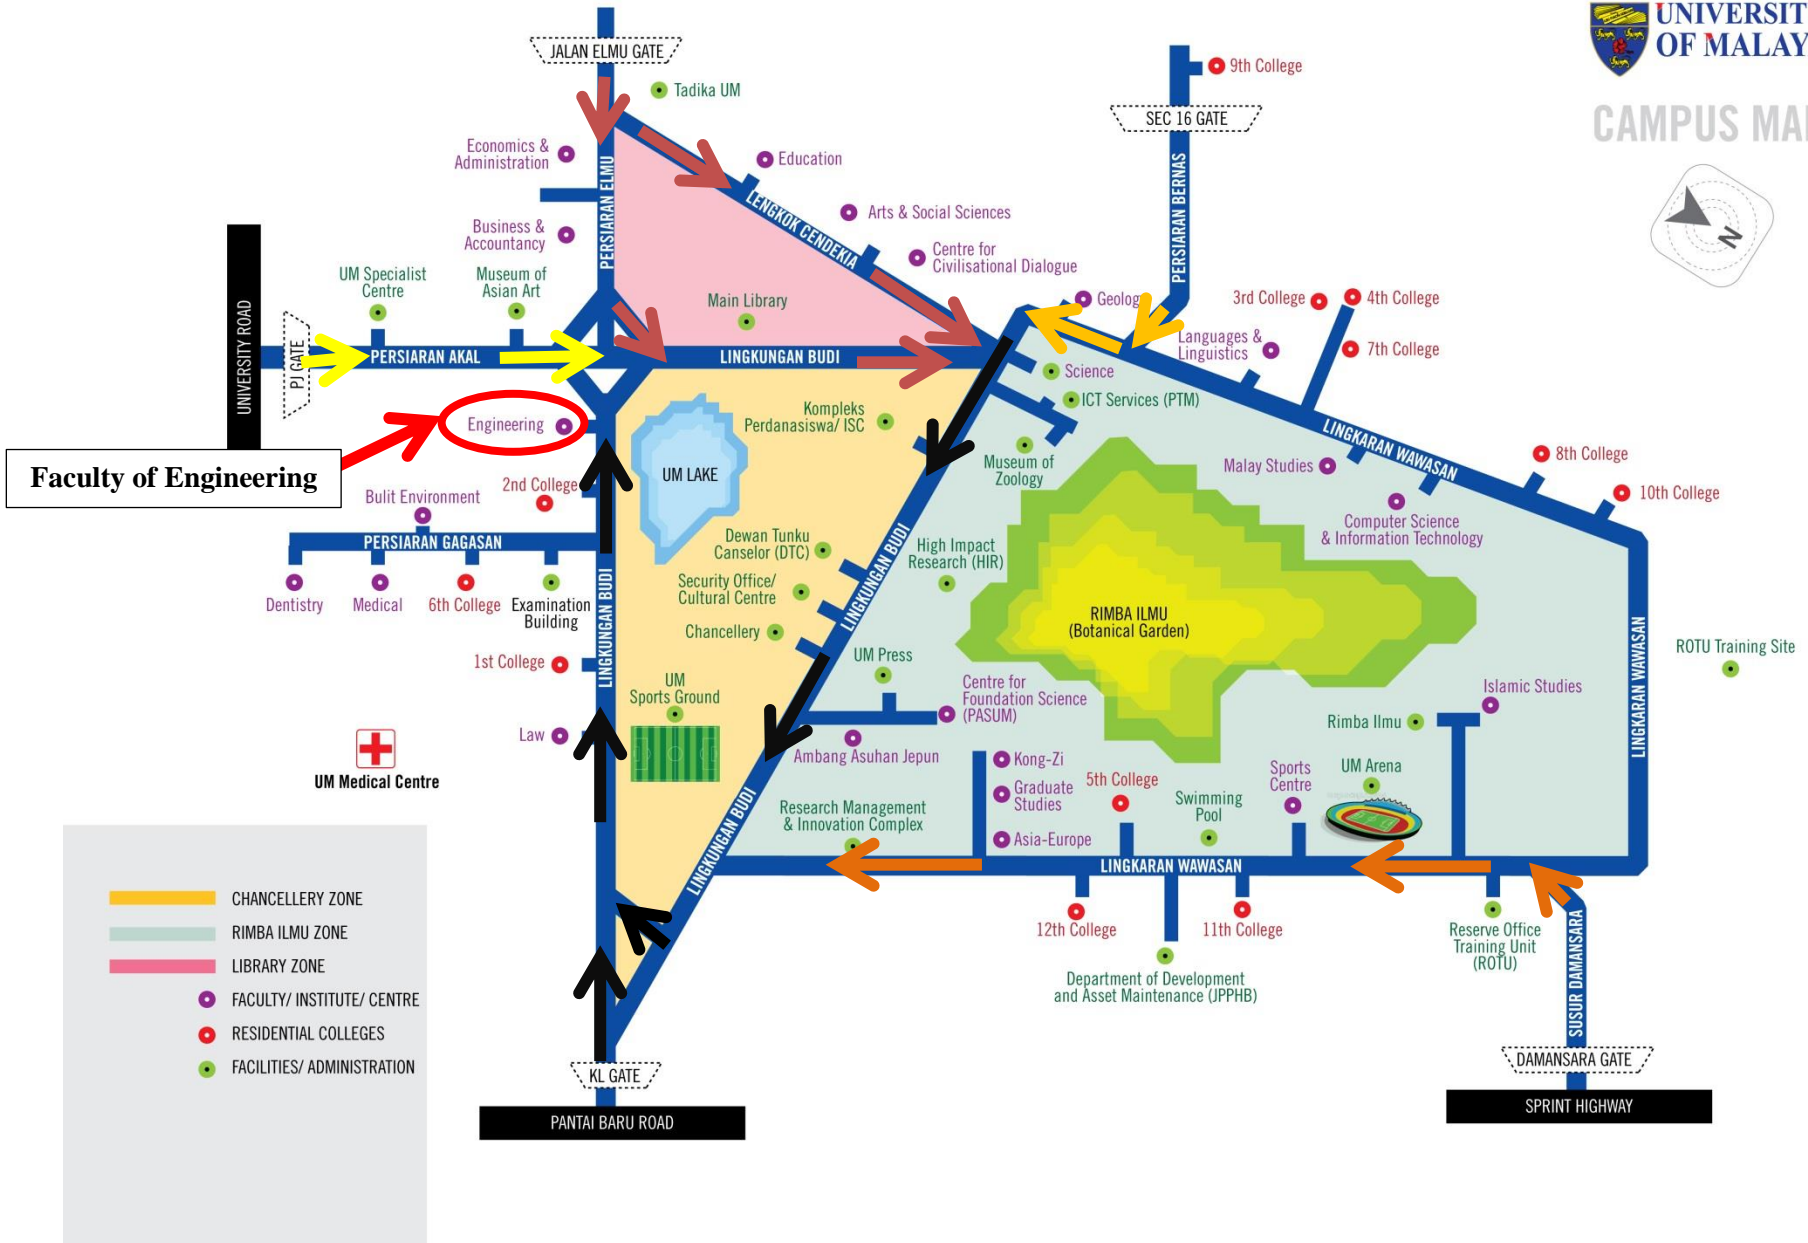 UNIVERSIT
OF MALAY
CAMPUS MA
JALAN ELMU GATE
Tadika UM
9th College
SEC 16 GATE
Economics &
Administration
PERSIARAN ELMU
Education
LENGKOK CENDEKIA
Arts & Social Sciences
Business &
Accountancy
Centre for
Civilisational Dialogue
PERSIARAN BERNAS
N
UM Specialist
Centre
Museum of
Asian Art
Main Library
Geology
3rd College
4th College
UNIVERSITY ROAD
PJ GATE
PERSIARAN AKAL
LINGKUNGAN BUDI
Languages &
Linguistics
7th College
Science
ICT Services (PTM)
Engineering
Kompleks
Perdanasiswa/ ISC
LINGKARAN WAWASAN
Faculty of Engineering
UM LAKE
Museum of
Zoology
Malay Studies
8th College
10th College
2nd College
Bulit Environment
Computer Science
& Information Technology
PERSIARAN GAGASAN
Dewan Tunku
Canselor (DTC)
High Impact
Research (HIR)
LINGKUNGAN BUDI
Dentistry
Medical
6th College
Examination
Building
Security Office/
Cultural Centre
LINGKUNGAN BUDI
RIMBA ILMU
(Botanical Garden)
Chancellery
LINGKARAN WAWASAN
ROTU Training Site
1st College
UM Press
UM
Sports Ground
Centre for
Foundation Science
(PASUM)
Islamic Studies
Rimba Ilmu
Law
Ambang Asuhan Jepun
Kong-Zi
UM Medical Centre
Graduate
Studies
5th College
Swimming
Pool
Sports
Centre
UM Arena
Research Management
& Innovation Complex
Asia-Europe
LINGKUNGAN BUDI
LINGKARAN WAWASAN
CHANCELLERY ZONE
RIMBA ILMU ZONE
LIBRARY ZONE
FACULTY/ INSTITUTE/ CENTRE
RESIDENTIAL COLLEGES
FACILITIES/ ADMINISTRATION
12th College
11th College
Reserve Office
Training Unit
(ROTU)
Department of Development
and Asset Maintenance (JPPHB)
SUSUR DAMANSARA
KL GATE
DAMANSARA GATE
PANTAI BARU ROAD
SPRINT HIGHWAY